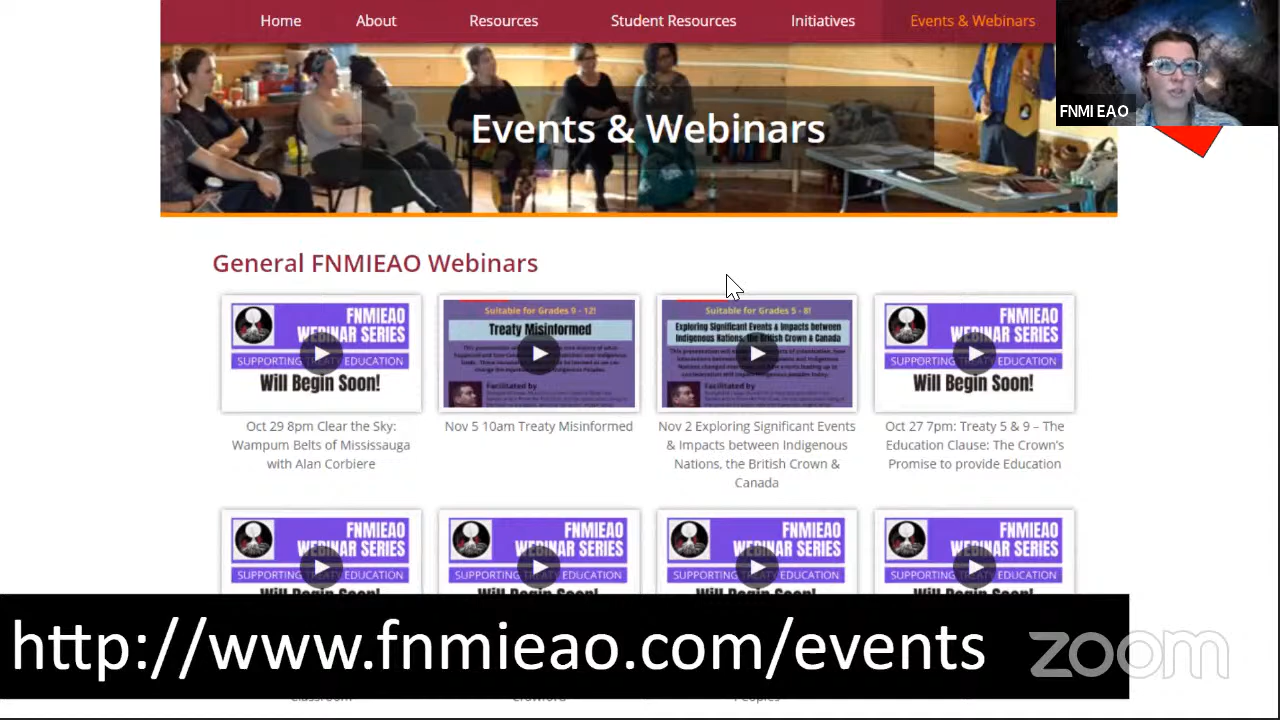 Home About Resources Student Resources Initiatives Events & Webinars
FNMI EAO
Events & Webinars
General FNMIEAO Webinars
FNMIEAO
WEBINAR SERIES
SUPPORTING TREATY EDUCATION
Will Begin Soon!
Oct 29 8pm Clear the Sky:
Wampum Belts of Mississauga
with Alan Corbiere
Suitable for Grades 9 - 12!
Treaty Misinformed
Facilitated by
Nov 5 10am Treaty Misinformed
Suitable for Grades 5 - 8!
Exploring Significant Events & Impacts between
Indigenous Nations, the British Crown & Canada
Facilitated by
Nov 2 Exploring Significant Events
& Impacts between Indigenous
Nations, the British Crown &
Canada
FNMIEAO
WEBINAR SERIES
SUPPORTING TREATY EDUCATION
Will Begin Soon!
Oct 27 7pm: Treaty 5 & 9 – The
Education Clause: The Crown's
Promise to provide Education
FNMIEAO
WEBINAR SERIES
SUPPORTING TREATY EDUCATION
FNMIEAO
WEBINAR SERIES
SUPPORTING TREATY EDUCATION
FNMIEAO
WEBINAR SERIES
SUPPORTING TREATY EDUCATION
FNMIEAO
WEBINAR SERIES
SUPPORTING TREATY EDUCATION
http://www.fnmieao.com/events
zoom